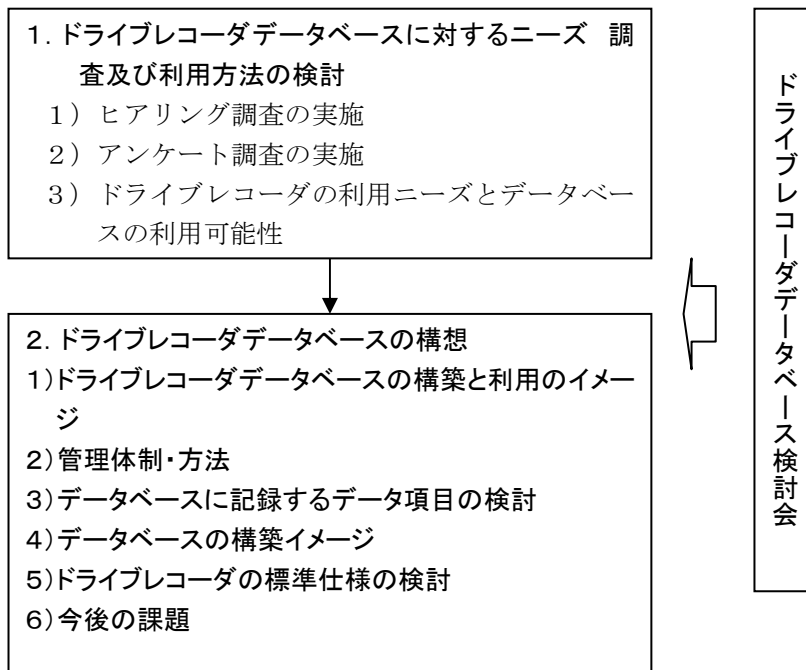 １．ドライブレコーダデータベースに対するニーズ　調
査及び利用方法の検討
１）ヒアリング調査の実施
２）アンケート調査の実施
３）ドライブレコーダの利用ニーズとデータベー
スの利用可能性
２．ドライブレコーダデータベースの構想
１）ドライブレコーダデータベースの構築と利用のイメー
ジ
２）管理体制・方法
３）データベースに記録するデータ項目の検討
４）データベースの構築イメージ
５）ドライブレコーダの標準仕様の検討
６）今後の課題
ドライブレコーダデータベース検討会